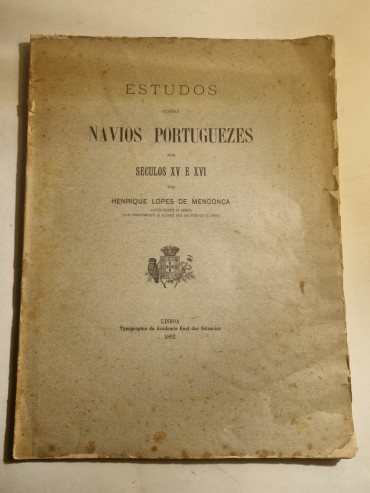 ESTUDOS
SOBRE
NAVIOS PORTUGUEZES
NOS
SECULOS XV E XVI
POR
HENRIQUE LOPES DE MENDONÇA
LISBOA
Typographia da Academia Real das Sciencias
1892